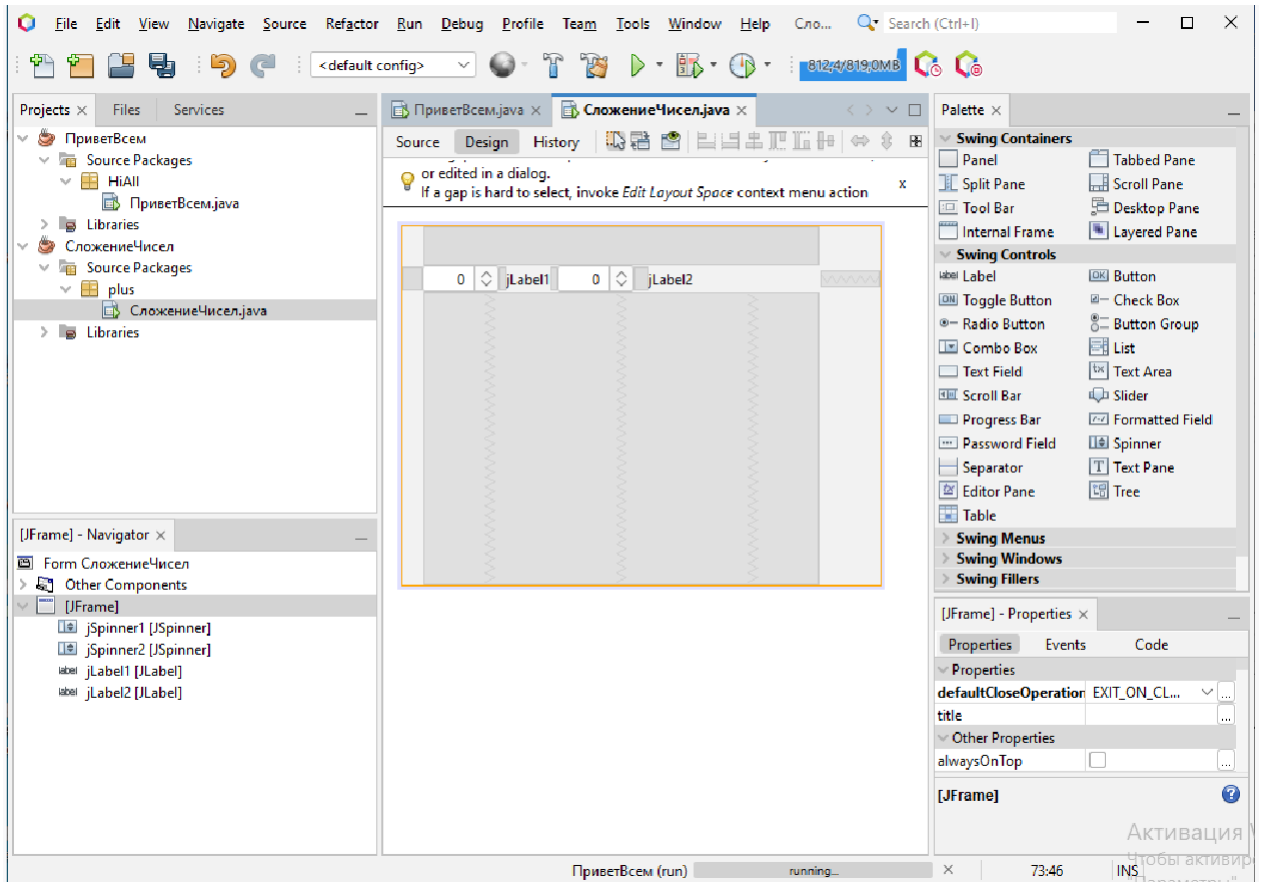 File Edit View Navigate Source Refactor Run Debug Profile Team Tools Window Help Сло... Search (Ctrl+I)
<default config> 812,4/819,0MB
Projects Files Services
ПриветВсем
Source Packages
HiAll
ПриветВсем.java
Libraries
СложениеЧисел
Source Packages
plus
СложениеЧисел.java
Libraries
[JFrame] - Navigator
Form СложениеЧисел
Other Components
[JFrame]
jSpinner1 [JSpinner]
jSpinner2 [JSpinner]
jLabel1 [JLabel]
jLabel2 [JLabel]
ПриветВсем.java СложениеЧисел.java
Source Design History
or edited in a dialog.
If a gap is hard to select, invoke Edit Layout Space context menu action
x
0 jLabel1 0 jLabel2
Palette
Swing Containers
Panel Tabbed Pane
Split Pane Scroll Pane
Tool Bar Desktop Pane
Internal Frame Layered Pane
Swing Controls
label Label OK Button
ON Toggle Button Check Box
Radio Button Button Group
Combo Box List
Text Field Text Area
Scroll Bar Slider
Progress Bar Formatted Field
Password Field Spinner
Separator Text Pane
Editor Pane Tree
Table
Swing Menus
Swing Windows
Swing Fillers
[JFrame] - Properties
Properties Events Code
Properties
defaultCloseOperation EXIT_ON_CL... ...
title ...
Other Properties
alwaysOnTop ...
[JFrame]
Активация
Чтобы активир
"Параметры"
ПриветВсем (run) running... 73:46 INS